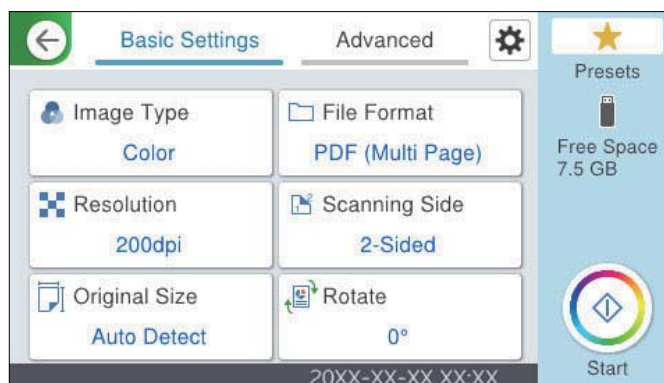 Basic Settings
Advanced
Presets
Image Type
Color
File Format
PDF (Multi Page)
Free Space
7.5 GB
Resolution
200dpi
Scanning Side
2-Sided
Original Size
Auto Detect
Rotate
0°
Start
20XX-XX-XX XX:XX